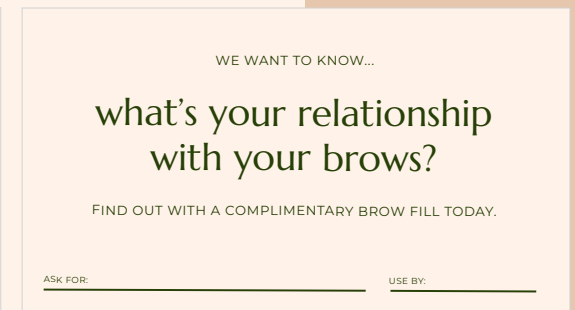 WE WANT TO KNOW...
what's your relationship
with your brows?
FIND OUT WITH A COMPLIMENTARY BROW FILL TODAY.
ASK FOR:
USE BY: